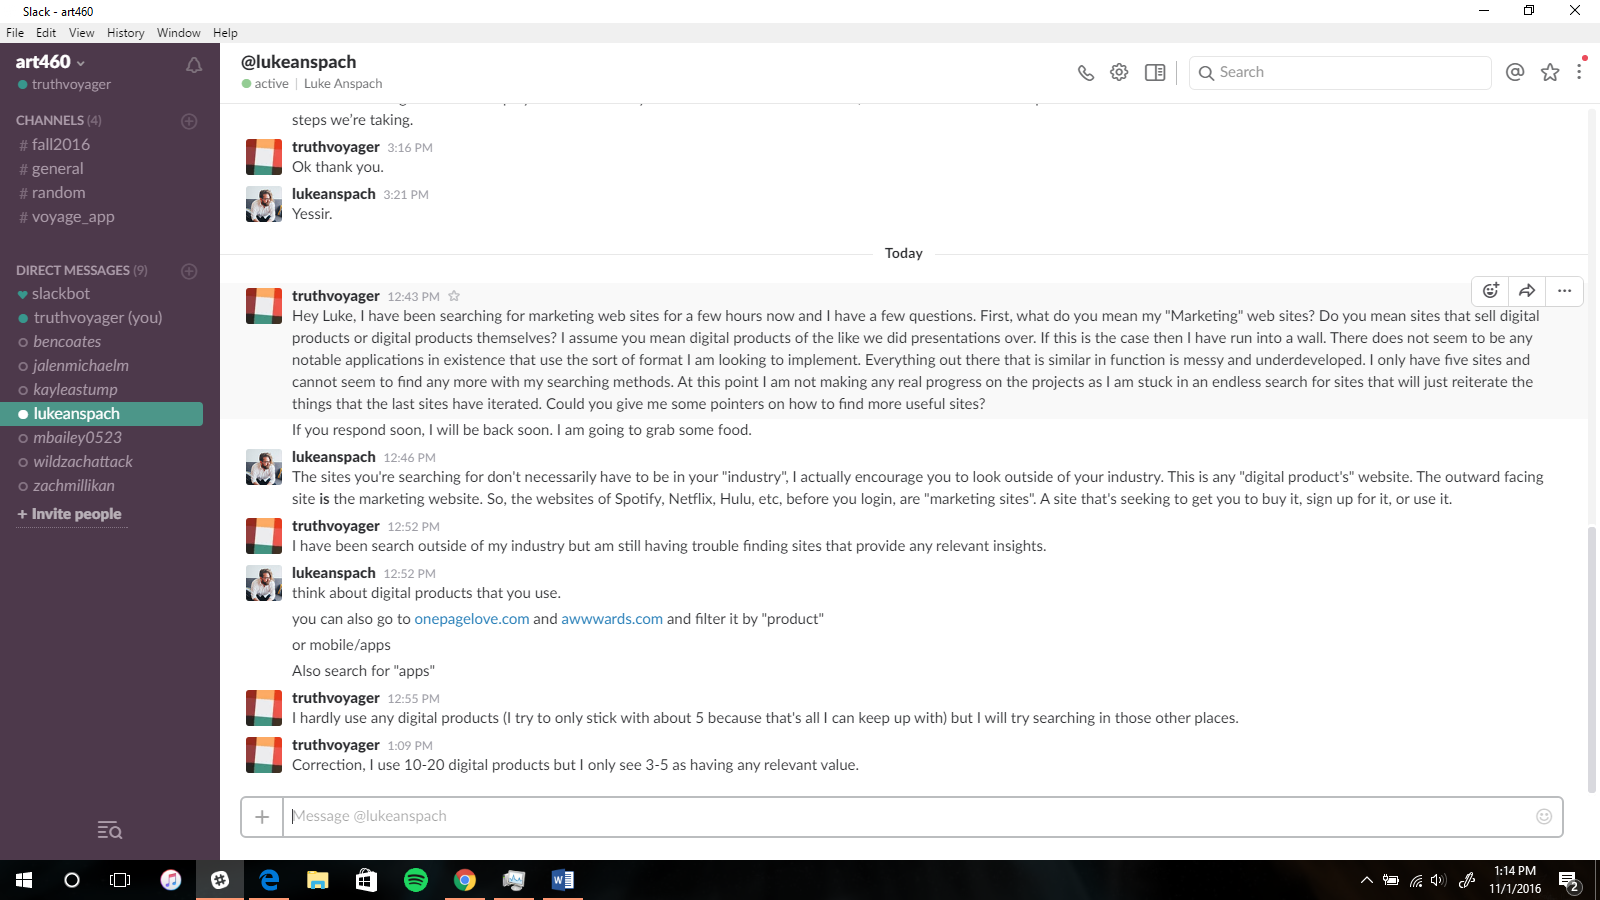 Slack - art460
File Edit View History Window Help
art460
truthvoyager
CHANNELS (4)
# fall2016
# general
# random
# voyage_app
DIRECT MESSAGES (9)
slackbot
truthvoyager (you)
bencoates
jalenmichaelm
kayleastump
lukeanspach
mbailey0523
wildzachattack
zachmillikan
+ Invite people
@lukeanspach
active | Luke Anspach
Search
steps we're taking.
truthvoyager 3:16 PM
Ok thank you.
lukeanspach 3:21 PM
Yessir.
Today
truthvoyager 12:43 PM
Hey Luke, I have been searching for marketing web sites for a few hours now and I have a few questions. First, what do you mean my "Marketing" web sites? Do you mean sites that sell digital
products or digital products themselves? I assume you mean digital products of the like we did presentations over. If this is the case then I have run into a wall. There does not seem to be any
notable applications in existence that use the sort of format I am looking to implement. Everything out there that is similar in function is messy and underdeveloped. I only have five sites and
cannot seem to find any more with my searching methods. At this point I am not making any real progress on the projects as I am stuck in an endless search for sites that will just reiterate the
things that the last sites have iterated. Could you give me some pointers on how to find more useful sites?
If you respond soon, I will be back soon. I am going to grab some food.
lukeanspach 12:46 PM
The sites you're searching for don't necessarily have to be in your "industry", I actually encourage you to look outside of your industry. This is any "digital product's" website. The outward facing
site is the marketing website. So, the websites of Spotify, Netflix, Hulu, etc, before you login, are "marketing sites". A site that's seeking to get you to buy it, sign up for it, or use it.
truthvoyager 12:52 PM
I have been search outside of my industry but am still having trouble finding sites that provide any relevant insights.
lukeanspach 12:52 PM
think about digital products that you use.
you can also go to onepagelove.com and awwwards.com and filter it by "product"
or mobile/apps
Also search for "apps"
truthvoyager 12:55 PM
I hardly use any digital products (I try to only stick with about 5 because that's all I can keep up with) but I will try searching in those other places.
truthvoyager 1:09 PM
Correction, I use 10-20 digital products but I only see 3-5 as having any relevant value.
Message @lukeanspach
1:14 PM
11/1/2016
2